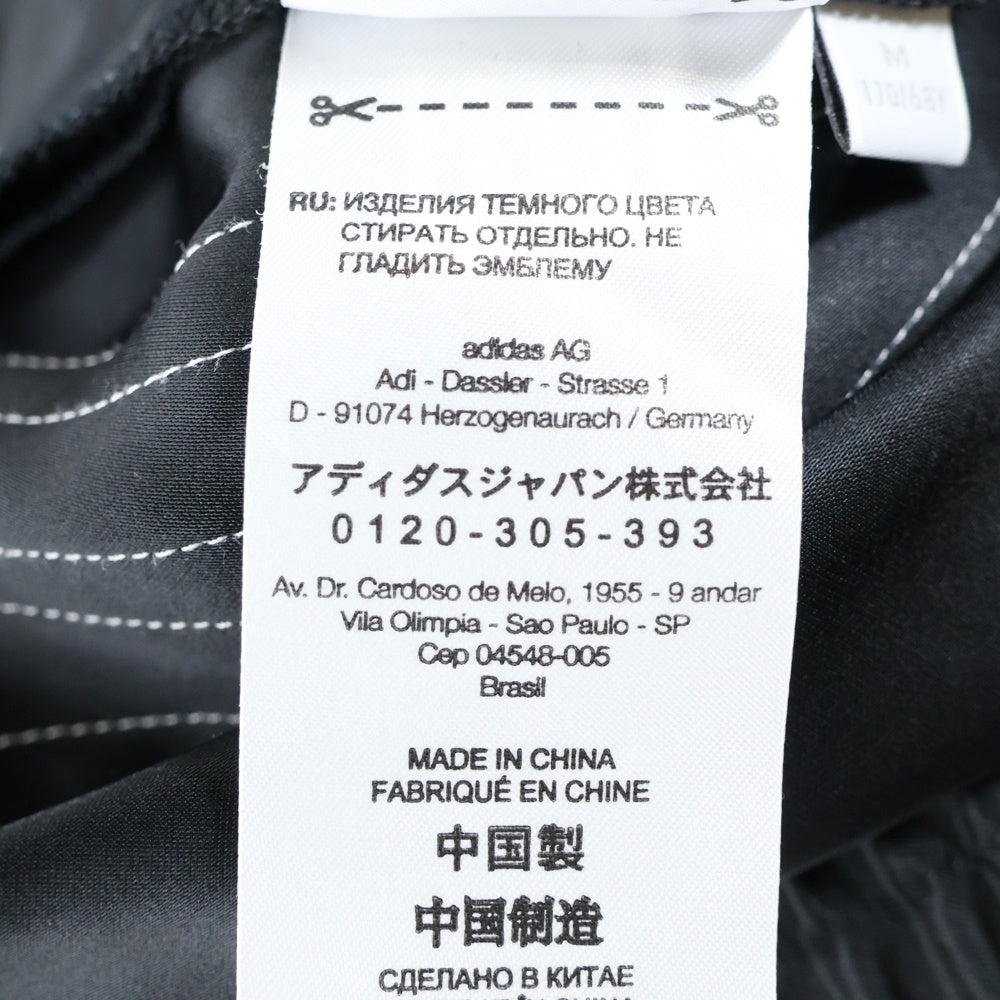 M
170/68Y
RU: ИЗДЕЛИЯ ТЕМНОГО ЦВЕТА
СТИРАТЬ ОТДЕЛЬНО. НЕ
ГЛАДИТЬ ЭМБЛЕМУ
adidas AG
Adi - Dassler - Strasse 1
D - 91074 Herzogenaurach / Germany
アディダスジャパン株式会社
0120-305-393
Av. Dr. Cardoso de Melo, 1955 - 9 andar
Vila Olimpia - Sao Paulo - SP
Cep 04548-005
Brasil
MADE IN CHINA
FABRIQUÉ EN CHINE
中国製
中国制造
СДЕЛАНО В КИТАЕ